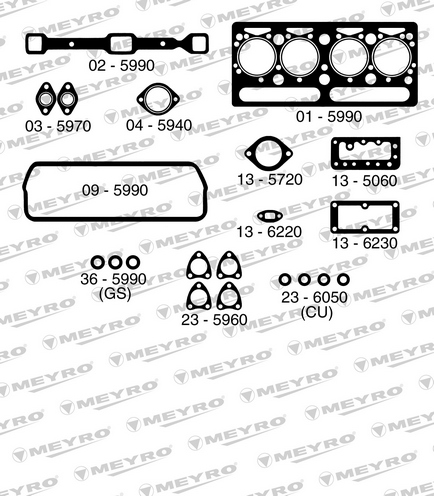 02 - 5990
01 - 5990
03 - 5970
04 - 5940
09 - 5990
13 - 5720
13 - 5060
13 - 6220
13 - 6230
36 - 5990
(GS)
23 - 5960
23 - 6050
(CU)
MEYRO